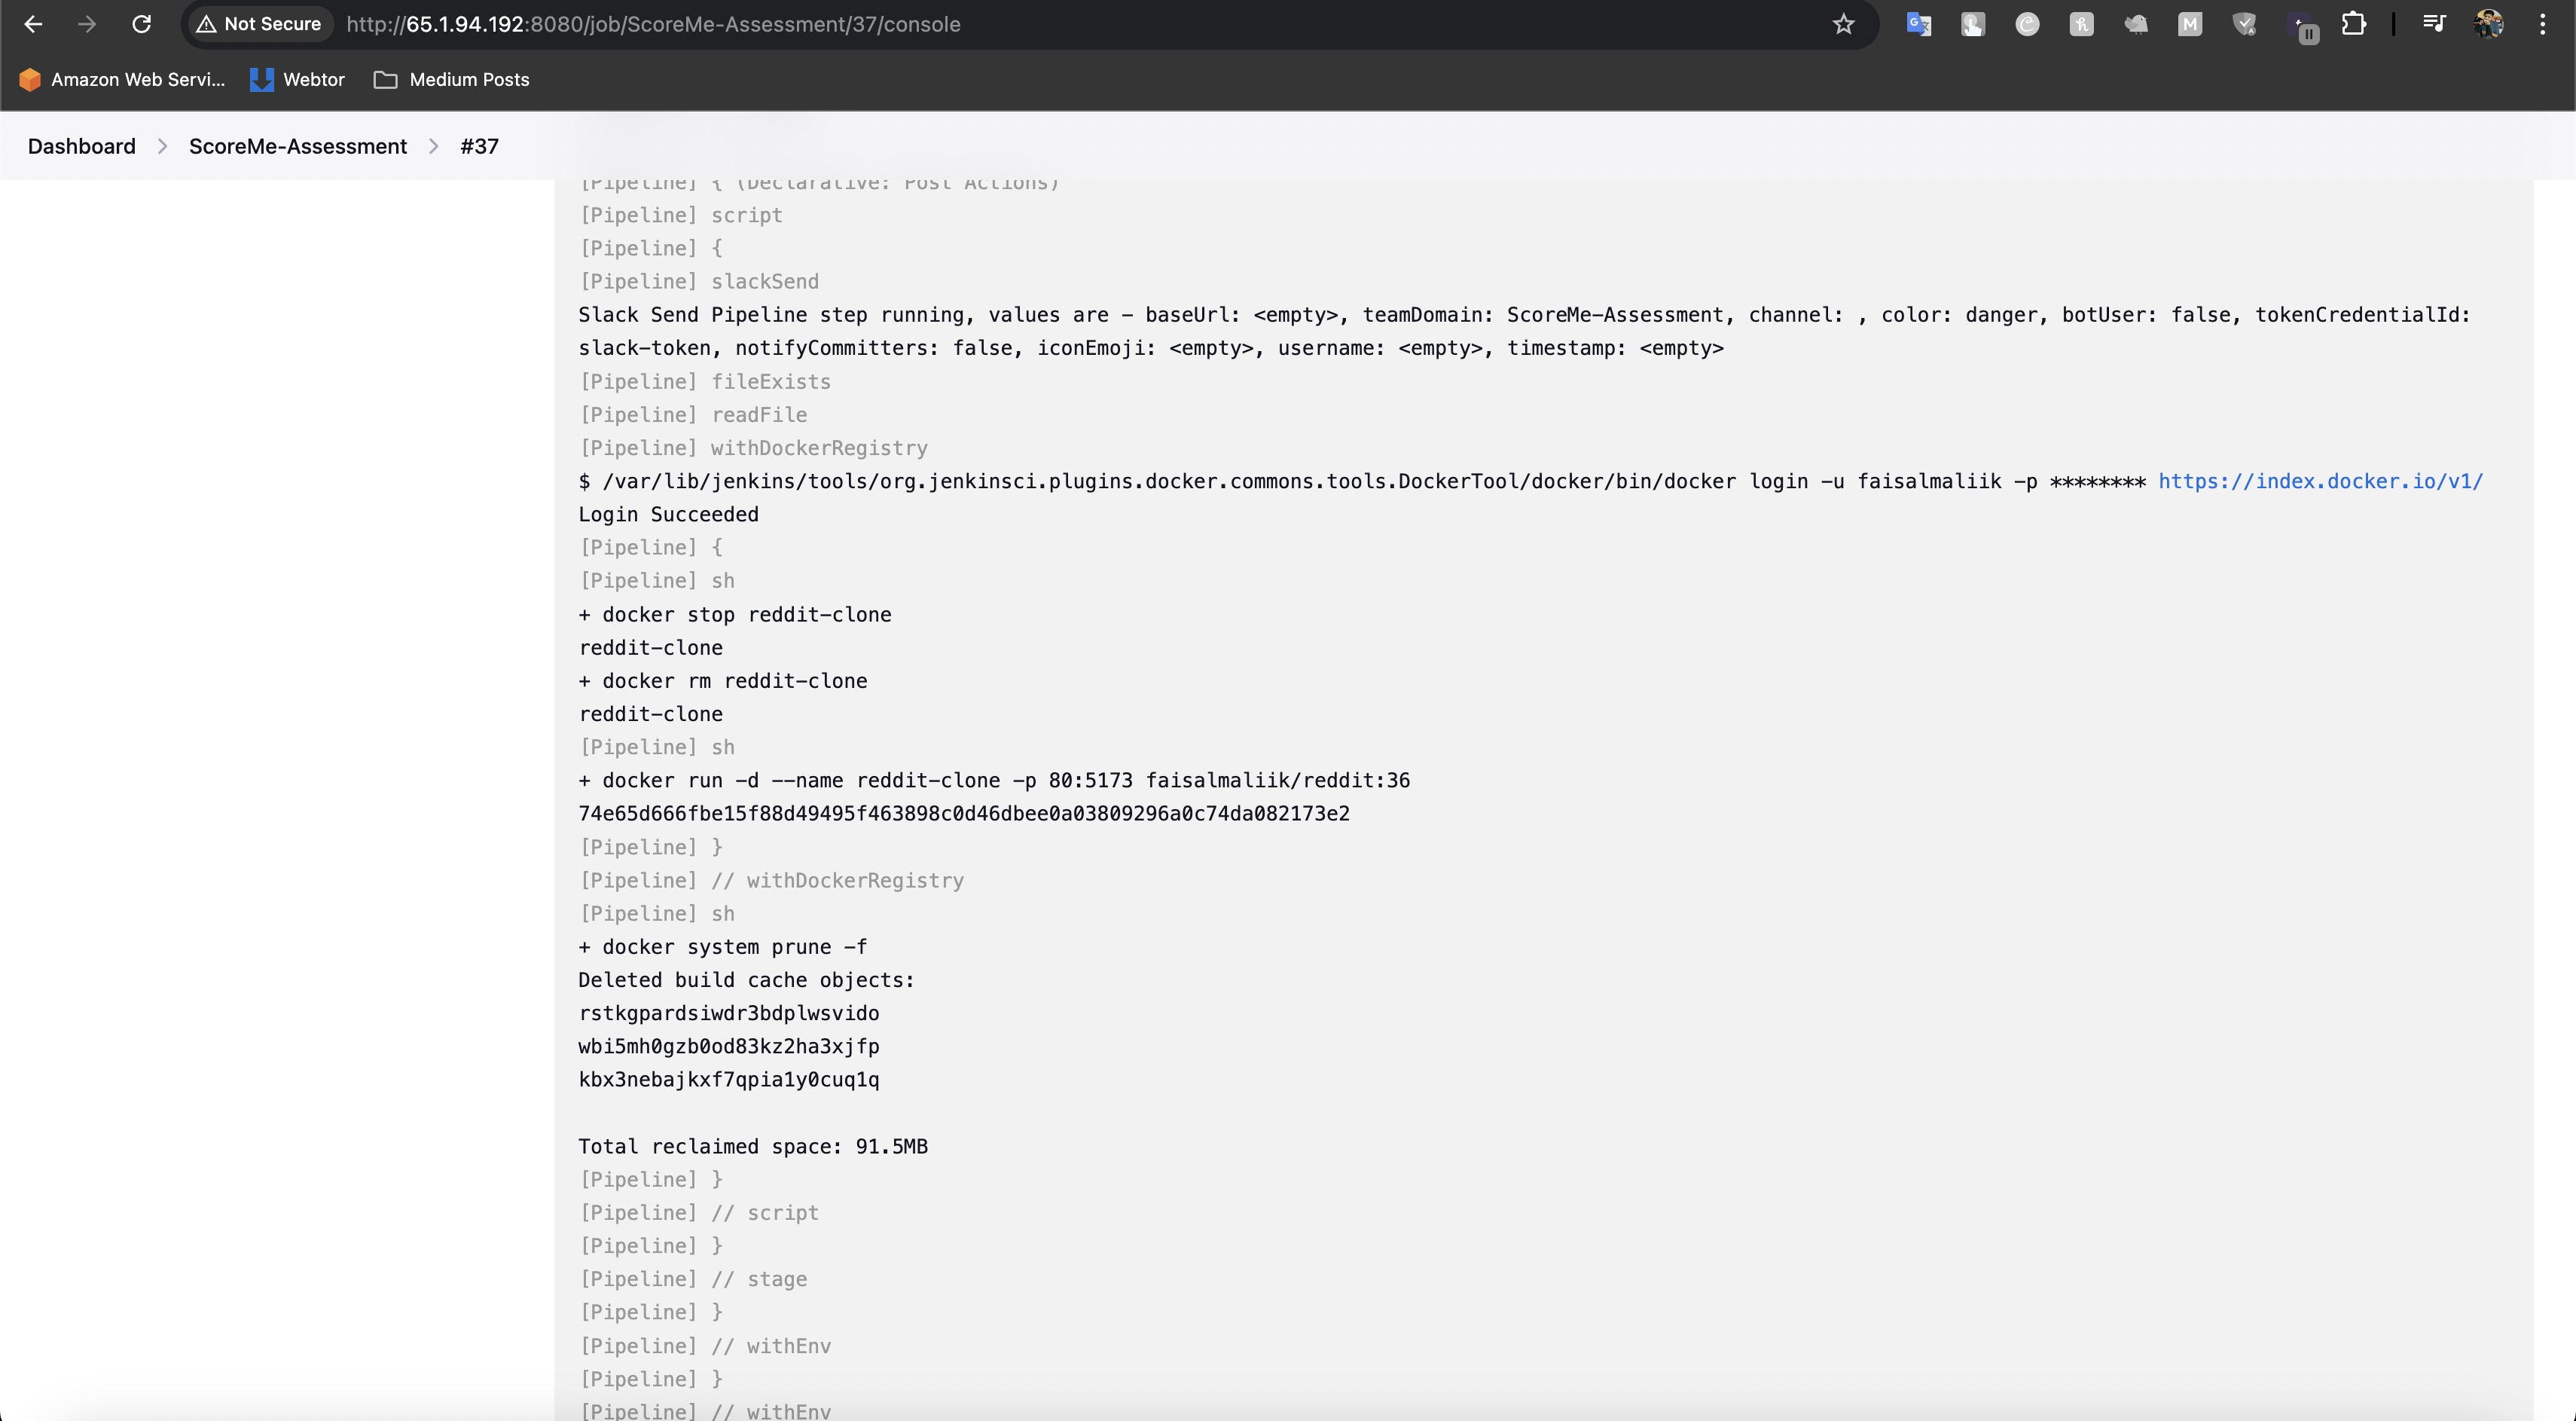 Not Secure http://65.1.94.192:8080/job/ScoreMe-Assessment/37/console
Amazon Web Servi... Webtor Medium Posts
Dashboard > ScoreMe-Assessment > #37
[Pipeline] { (Declarative: Post Actions)
[Pipeline] script
[Pipeline] {
[Pipeline] slackSend
Slack Send Pipeline step running, values are - baseUrl: <empty>, teamDomain: ScoreMe-Assessment, channel: , color: danger, botUser: false, tokenCredentialId:
slack-token, notifyCommitters: false, iconEmoji: <empty>, username: <empty>, timestamp: <empty>
[Pipeline] fileExists
[Pipeline] readFile
[Pipeline] withDockerRegistry
$ /var/lib/jenkins/tools/org.jenkinsci.plugins.docker.commons.tools.DockerTool/docker/bin/docker login -u faisalmaliik -p ******** https://index.docker.io/v1/
Login Succeeded
[Pipeline] {
[Pipeline] sh
+ docker stop reddit-clone
reddit-clone
+ docker rm reddit-clone
reddit-clone
[Pipeline] sh
+ docker run -d --name reddit-clone -p 80:5173 faisalmaliik/reddit:36
74e65d666fbe15f88d49495f463898c0d46dbee0a03809296a0c74da082173e2
[Pipeline] }
[Pipeline] // withDockerRegistry
[Pipeline] sh
+ docker system prune -f
Deleted build cache objects:
rstkgpardsiwdr3bdplwsvido
wbi5mh0gzb0od83kz2ha3xjfp
kbx3nebajkxf7qpia1y0cuq1q
Total reclaimed space: 91.5MB
[Pipeline] }
[Pipeline] // script
[Pipeline] }
[Pipeline] // stage
[Pipeline] }
[Pipeline] // withEnv
[Pipeline] }
[Pipeline] // withEnv